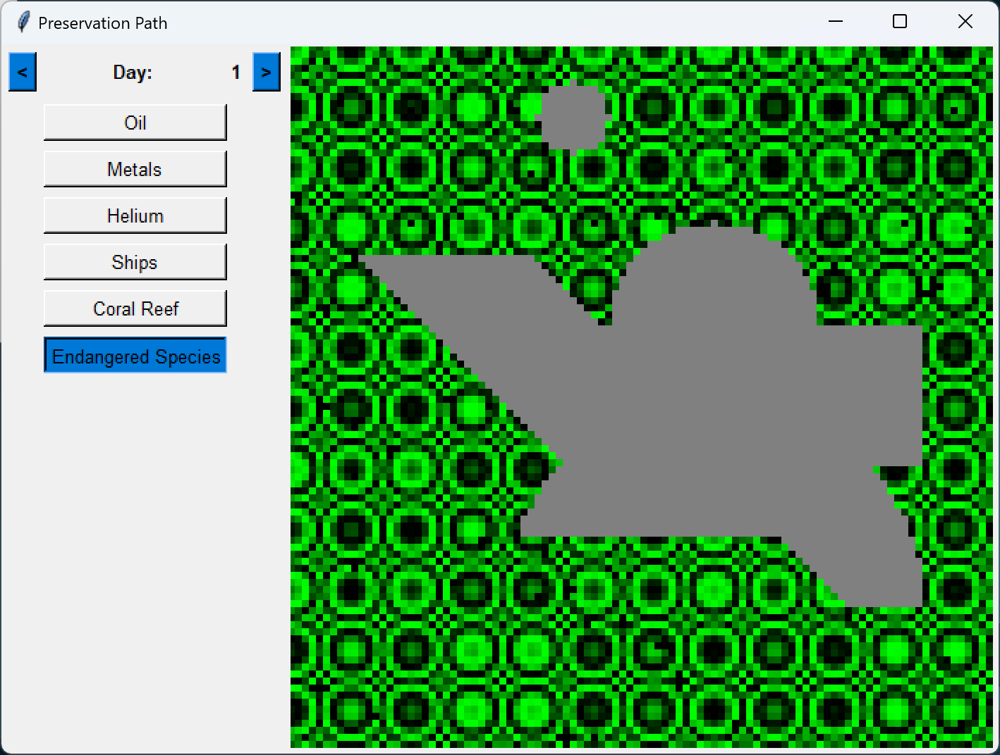 Preservation Path
< Day: 1 >
Oil
Metals
Helium
Ships
Coral Reef
Endangered Species